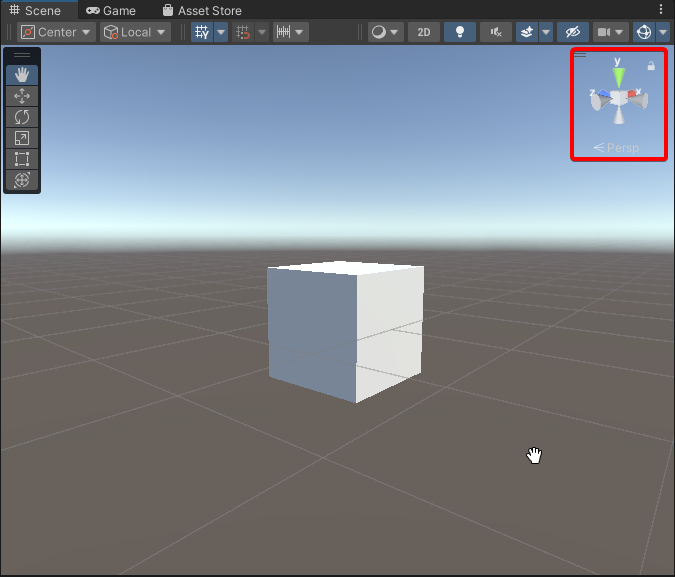 Scene Game Asset Store
Center Local 2D
y
z x
Persp